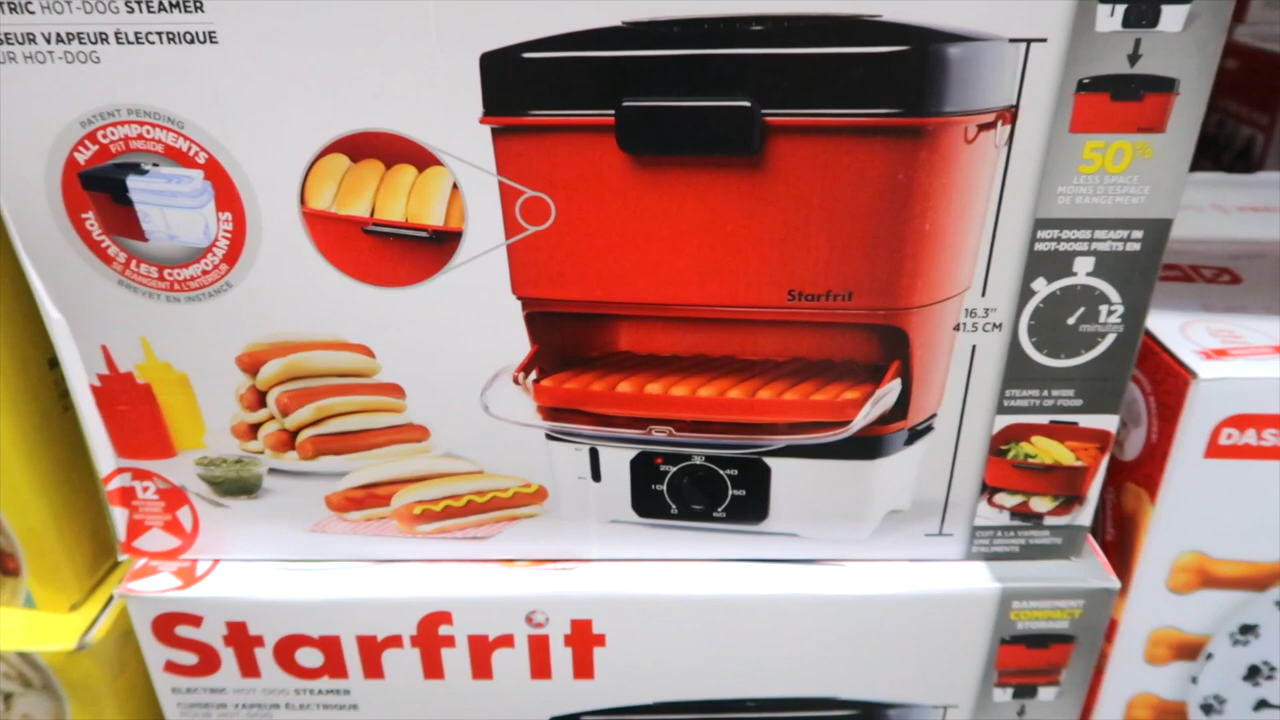 TRIC HOT-DOG STEAMER
SEUR VAPEUR ÉLECTRIQUE
UR HOT-DOG
PATENT PENDING
ALL COMPONENTS
FIT INSIDE
TOUTES LES COMPOSANTES
SE RANGENT À L'INTÉRIEUR
BREVET EN INSTANCE
Starfrit
16.3"
41.5 CM
0 10 20 30 40 50 60
12
50%
LESS SPACE
MOINS D'ESPACE
DE RANGEMENT
HOT-DOGS READY IN
HOT-DOGS PRÊTS EN
12
minutes
STEAMS A WIDE
VARIETY OF FOOD
CUIT À LA VAPEUR
UNE GRANDE VARIÉTÉ
D'ALIMENTS
DAS
Starfrit
ELECTRIC HOT-DOG STEAMER
CUISEUR VAPEUR ÉLECTRIQUE
POUR HOT-DOG
RANGEMENT
COMPACT
STORAGE